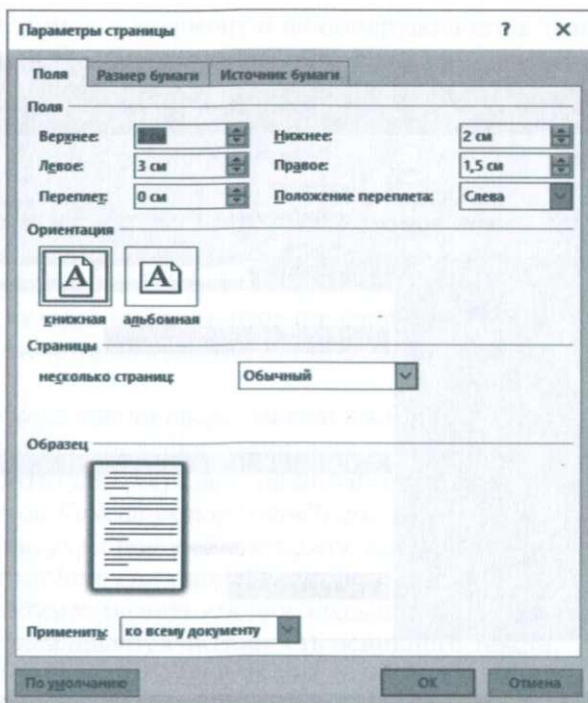 Параметры страницы ? ×
Поля Размер бумаги Источник бумаги
Поля
Верхнее: 2 см Нижнее: 2 см
Левое: 3 см Правое: 1,5 см
Переплет: 0 см Положение переплета: Слева
Ориентация
A A
книжная альбомная
Страницы
несколько страниц: Обычный
Образец
Применить: ко всему документу
По умолчанию ОК Отмена